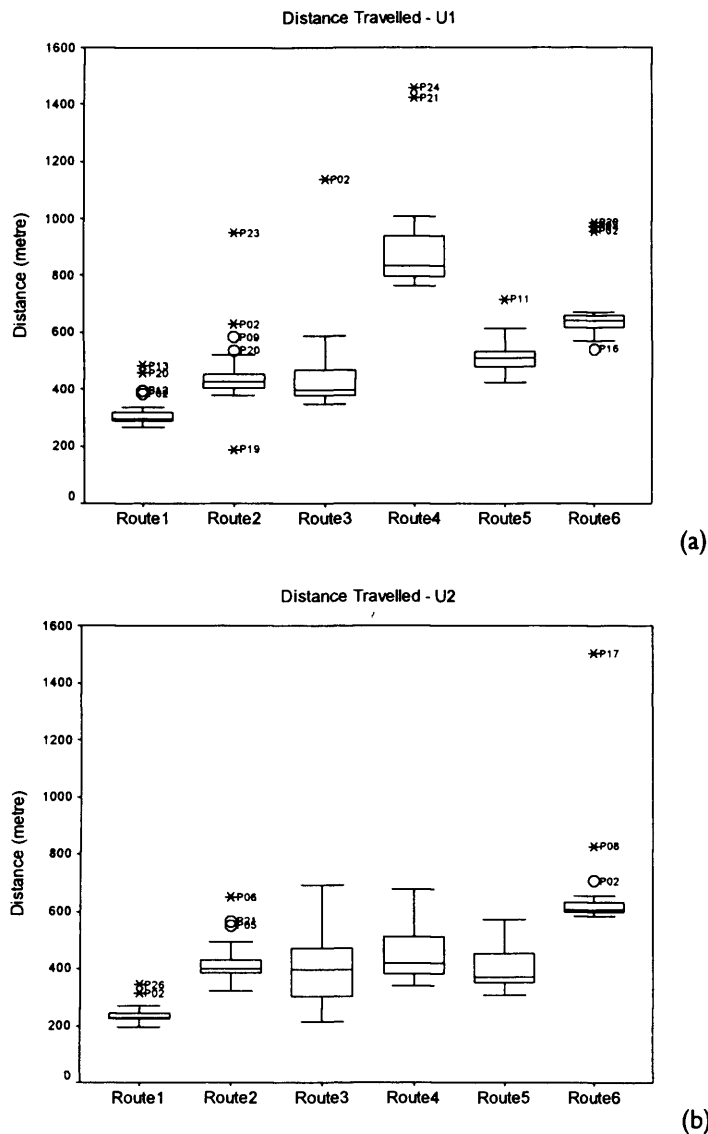 Distance Travelled - U1
1600
1400
1200
1000
800
600
400
200
0
Distance (metre)
P24
P21
P02
P23
P02
P09
P20
P19
P13
P20
P02
P11
P02
P16
Route1 Route2 Route3 Route4 Route5 Route6
(a)
Distance Travelled - U2
1600
1400
1200
1000
800
600
400
200
0
Distance (metre)
P17
P08
P02
P06
P21
P05
P26
P02
Route1 Route2 Route3 Route4 Route5 Route6
(b)